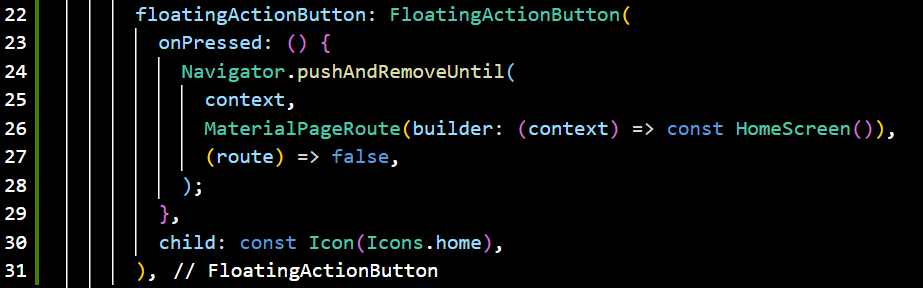 22 floatingActionButton: FloatingActionButton(
23 onPressed: () {
24 Navigator.pushAndRemoveUntil(
25 context,
26 MaterialPageRoute(builder: (context) => const HomeScreen()),
27 (route) => false,
28 );
29 },
30 child: const Icon(Icons.home),
31 ), // FloatingActionButton